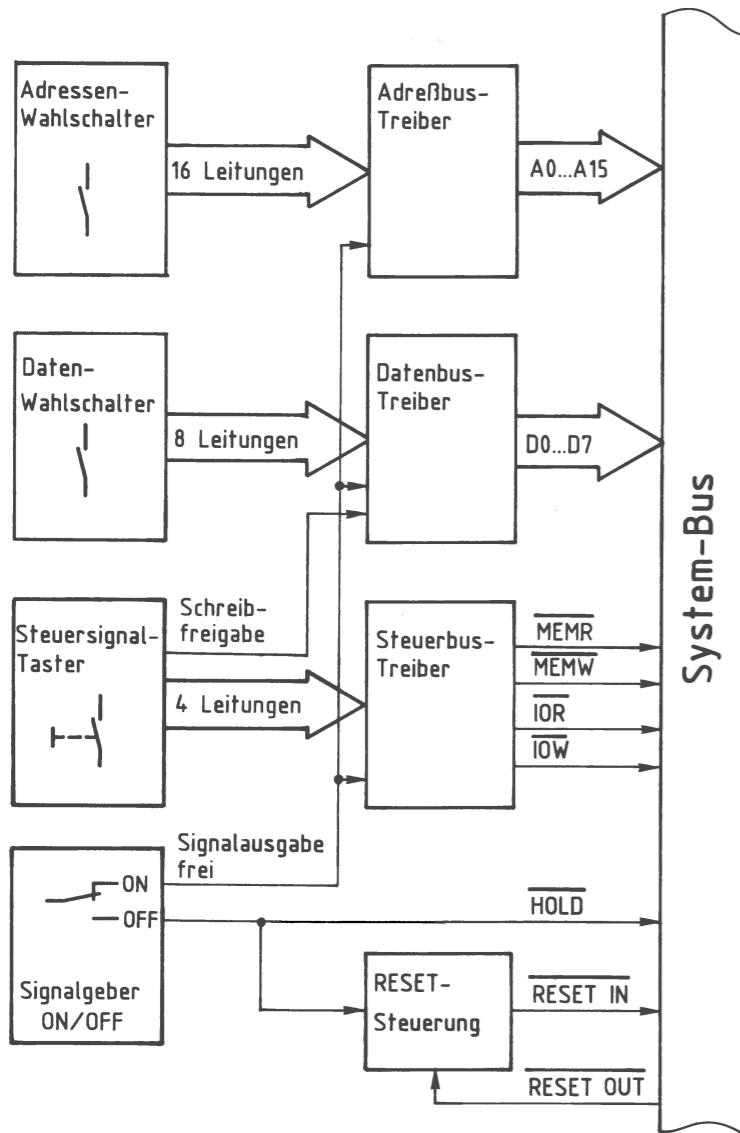 Adressen-
Wahlschalter
16 Leitungen
Adreßbus-
Treiber
A0...A15
Daten-
Wahlschalter
8 Leitungen
Datenbus-
Treiber
D0...D7
System-Bus
Steuersignal-
Taster
Schreib-
freigabe
4 Leitungen
Steuerbus-
Treiber
MEMR
MEMW
IOR
IOW
Signalausgabe
frei
ON
OFF
Signalgeber
ON/OFF
HOLD
RESET-
Steuerung
RESET IN
RESET OUT